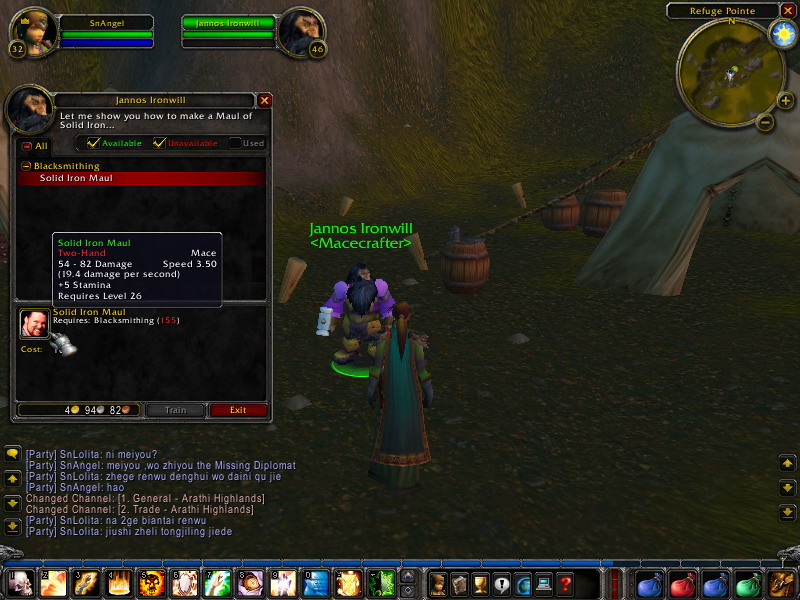 SnAngel
32
Jannos Ironwill
46
Refuge Pointe
N
Jannos Ironwill
Let me show you how to make a Maul of
Solid Iron...
All
Available
Unavailable
Used
Blacksmithing
Solid Iron Maul
Solid Iron Maul
Two-Hand Mace
54 - 82 Damage Speed 3.50
(19.4 damage per second)
+5 Stamina
Requires Level 26
Solid Iron Maul
Requires: Blacksmithing (155)
Cost:
4 94 82
Train
Exit
Jannos Ironwill
<Macecrafter>
[Party] SnLolita: ni meiyou?
[Party] SnAngel: meiyou ,wo zhiyou the Missing Diplomat
[Party] SnLolita: zhege renwu denghui wo daini qu jie
[Party] SnAngel: hao
Changed Channel: [1. General - Arathi Highlands]
Changed Channel: [2. Trade - Arathi Highlands]
[Party] SnLolita: na 2ge biantai renwu
[Party] SnLolita: jiushi zheli tongjiling jiede